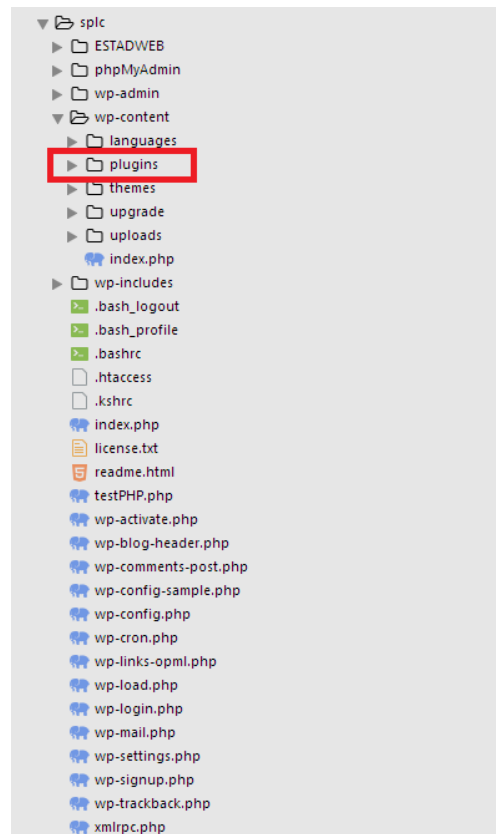 splc
ESTADWEB
phpMyAdmin
wp-admin
wp-content
languages
plugins
themes
upgrade
uploads
index.php
wp-includes
.bash_logout
.bash_profile
.bashrc
.htaccess
.kshrc
index.php
license.txt
readme.html
testPHP.php
wp-activate.php
wp-blog-header.php
wp-comments-post.php
wp-config-sample.php
wp-config.php
wp-cron.php
wp-links-opml.php
wp-load.php
wp-login.php
wp-mail.php
wp-settings.php
wp-signup.php
wp-trackback.php
xmlrpc.php